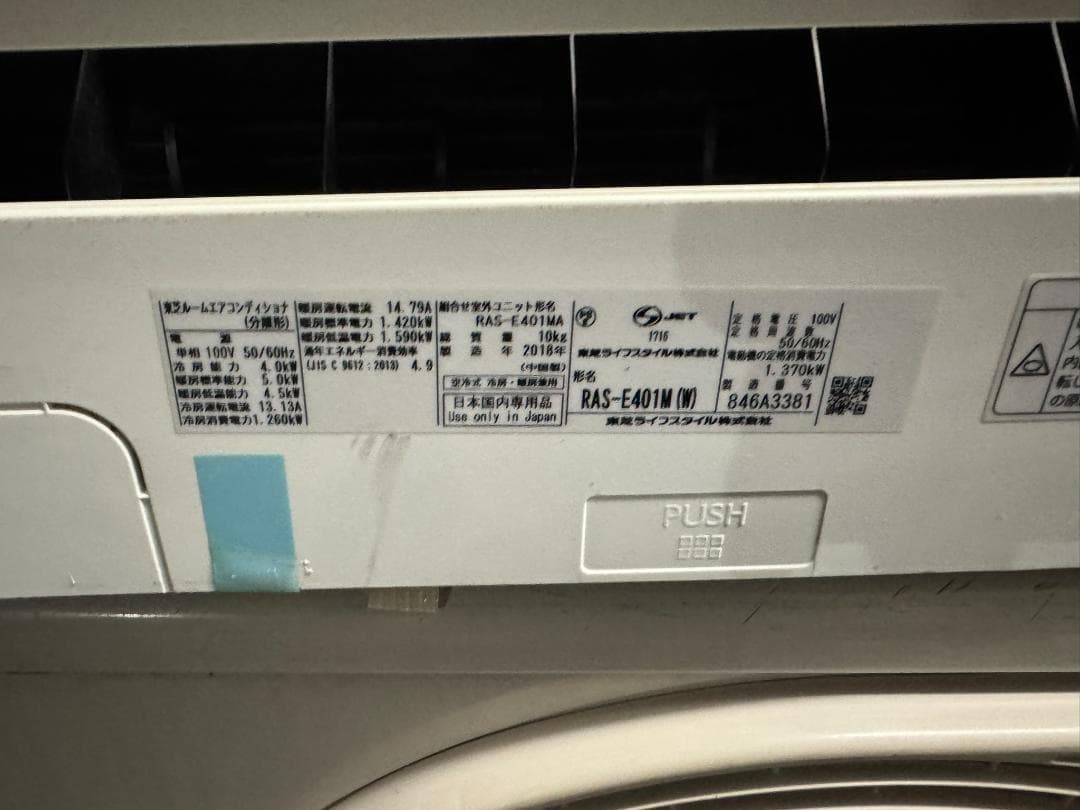 東芝ルームエアコンディショナ
(分離形)
電源
単相 100V 50/60Hz
冷房能力 4.0kW
暖房標準能力 5.0kW
暖房低温能力 4.5kW
冷房運転電流 13.13A
冷房消費電力 1.260kW
暖房運転電流 14.79A
暖房標準電力 1.420kW
暖房低温電力 1.590kW
通年エネルギー消費効率
(JIS C 9612:2013) 4.9
組合せ室外ユニット形名
RAS-E401MA
総質量 10kg
製造年 2018年
(中国製)
空冷式 冷房・暖房兼用
日本国内専用品
Use only in Japan
PSE
JET
1716
東芝ライフスタイル株式会社
形名
RAS-E401M(W)
東芝ライフスタイル株式会社
定格電圧 100V
定格周波数
50/60Hz
電動機の定格消費電力
1.370kW
製造番号
846A3381
内
転し
の原
PUSH